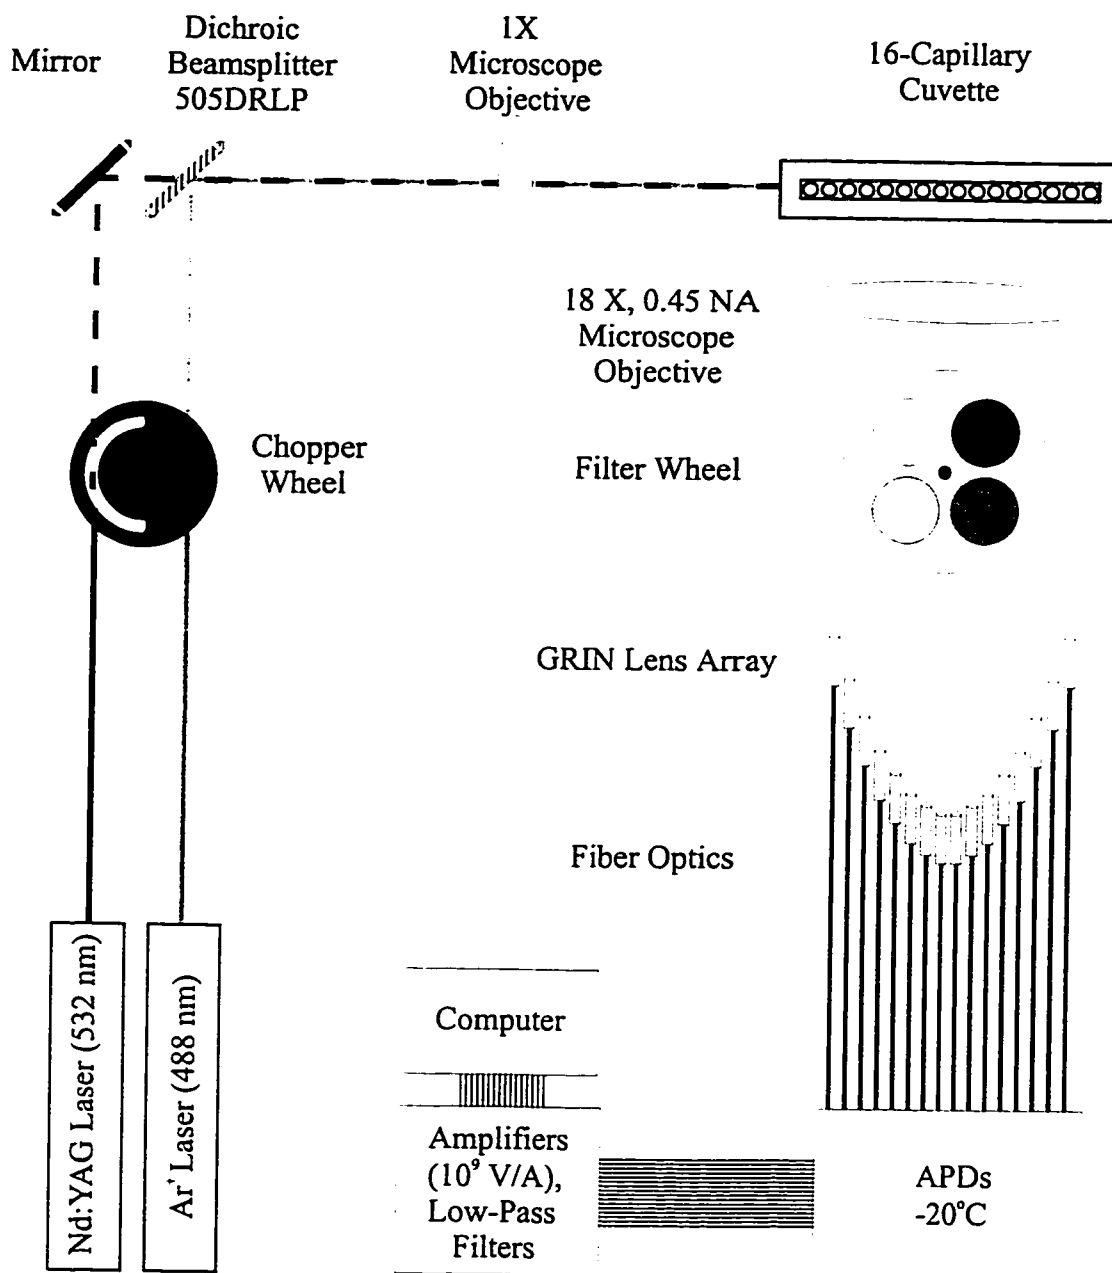 Mirror
Dichroic
Beamsplitter
505DRLP
1X
Microscope
Objective
16-Capillary
Cuvette
18 X, 0.45 NA
Microscope
Objective
Chopper
Wheel
Filter Wheel
GRIN Lens Array
Fiber Optics
Nd:YAG Laser (532 nm)
Ar' Laser (488 nm)
Computer
Amplifiers
(10⁹ V/A),
Low-Pass
Filters
APDs
-20°C